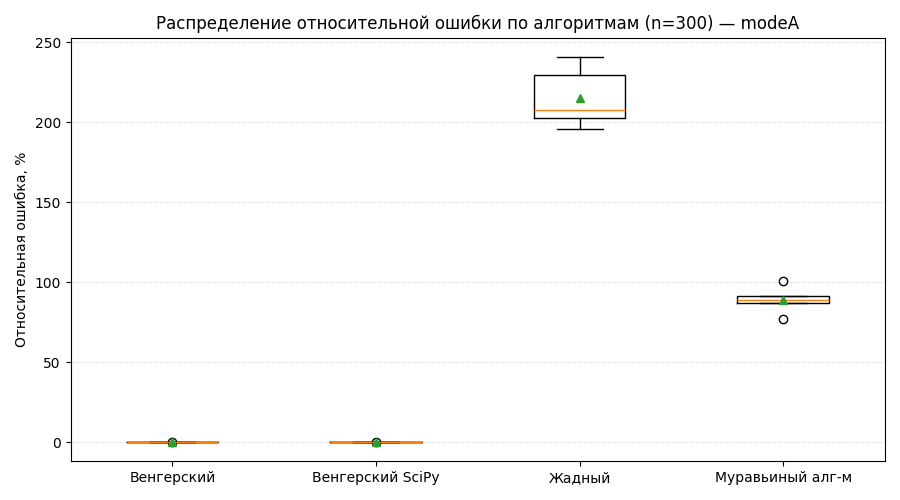 Распределение относительной ошибки по алгоритмам (n=300) — modeA
Относительная ошибка, %
250
200
150
100
50
0
Венгерский
Венгерский SciPy
Жадный
Муравьиный алг-м